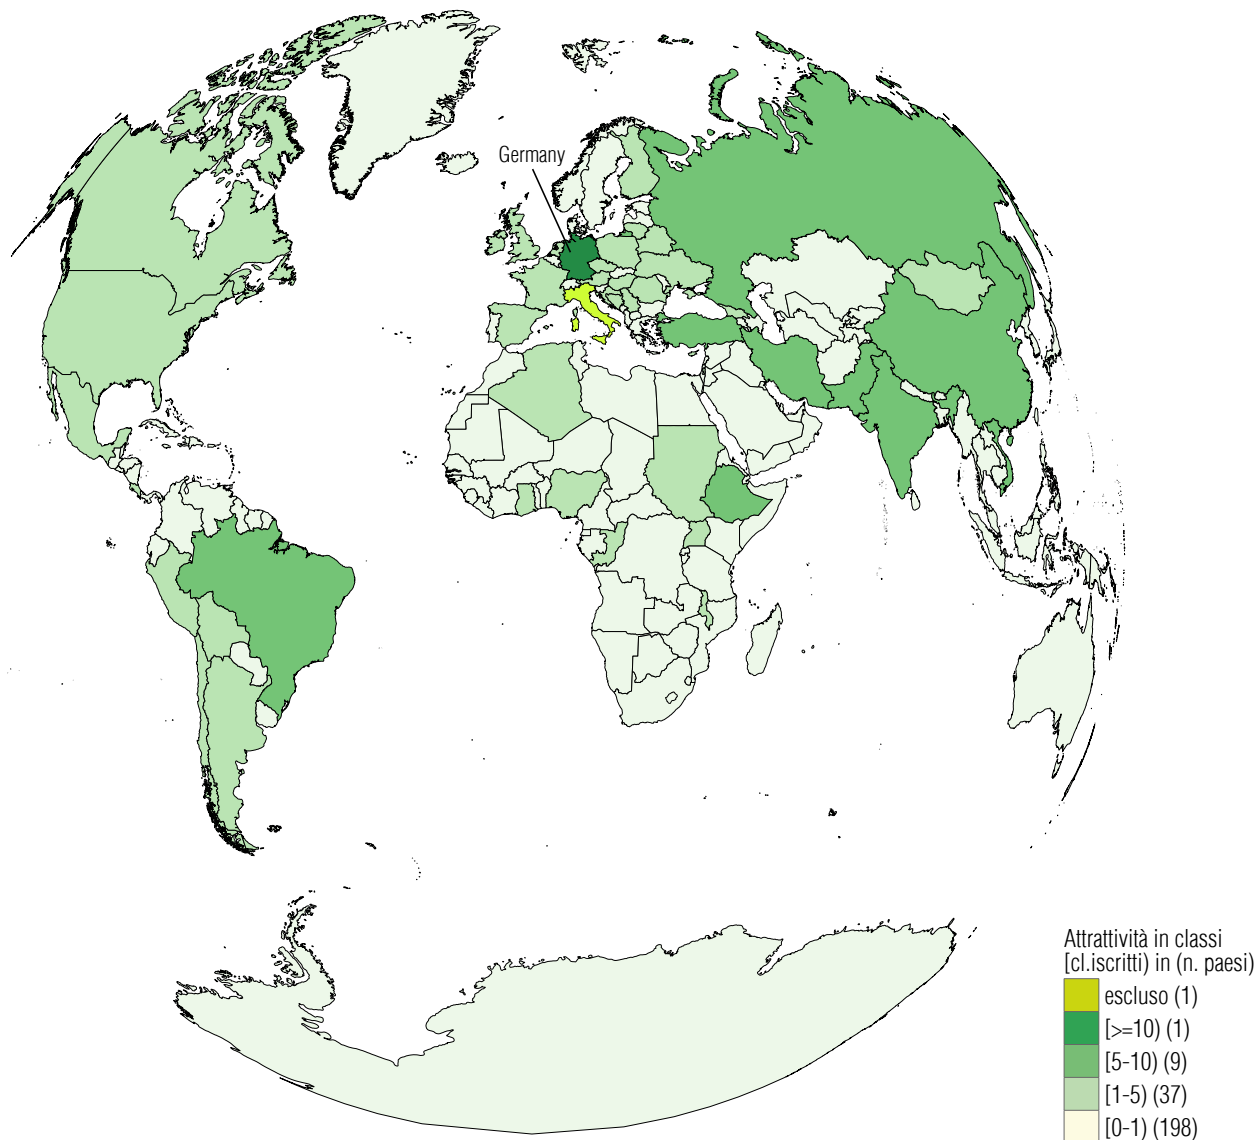 Germany
Attrattività in classi
[cl.iscritti) in (n. paesi)
escluso (1)
[>=10) (1)
[5-10) (9)
[1-5) (37)
[0-1) (198)